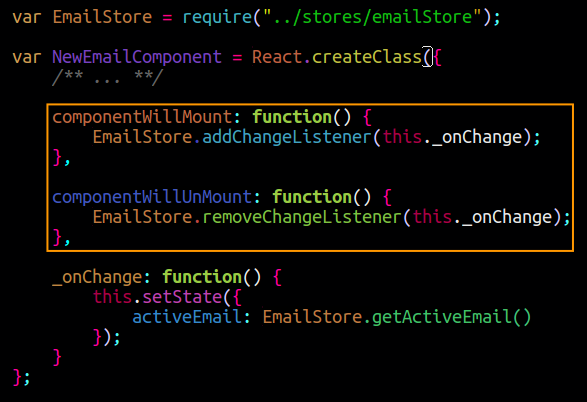 var EmailStore = require("../stores/emailStore");
var NewEmailComponent = React.createClass({
/** ... **/
componentWillMount: function() {
EmailStore.addChangeListener(this._onChange);
},
componentWillUnMount: function() {
EmailStore.removeChangeListener(this._onChange);
},
_onChange: function() {
this.setState({
activeEmail: EmailStore.getActiveEmail()
});
}
};